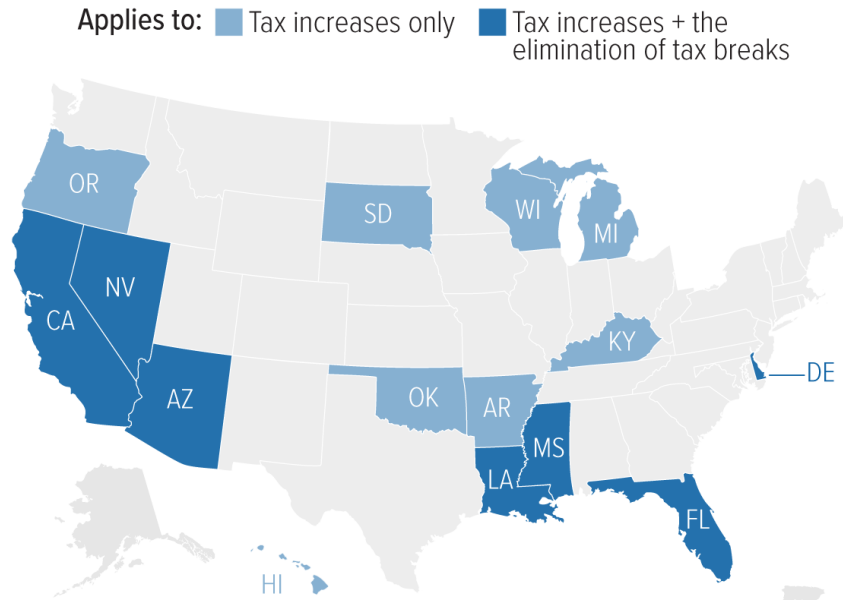 Applies to: Tax increases only Tax increases + the
elimination of tax breaks
OR
SD
WI
MI
NV
CA
KY
DE
AZ
OK
AR
MS
LA
FL
HI